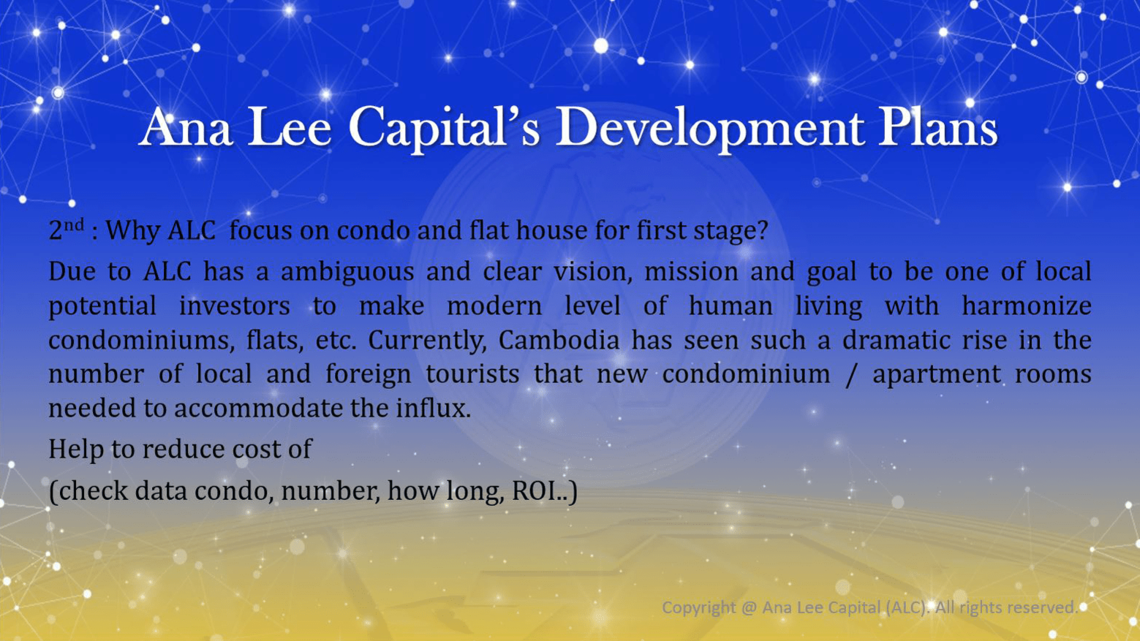 Ana Lee Capital’s Development Plans
2nd : Why ALC focus on condo and flat house for first stage?
Due to ALC has a ambiguous and clear vision, mission and goal to be one of local
potential investors to make modern level of human living with harmonize
condominiums, flats, etc. Currently, Cambodia has seen such a dramatic rise in the
number of local and foreign tourists that new condominium / apartment rooms
needed to accommodate the influx.
Help to reduce cost of
(check data condo, number, how long, ROI..)
Copyright @ Ana Lee Capital (ALC). All rights reserved.